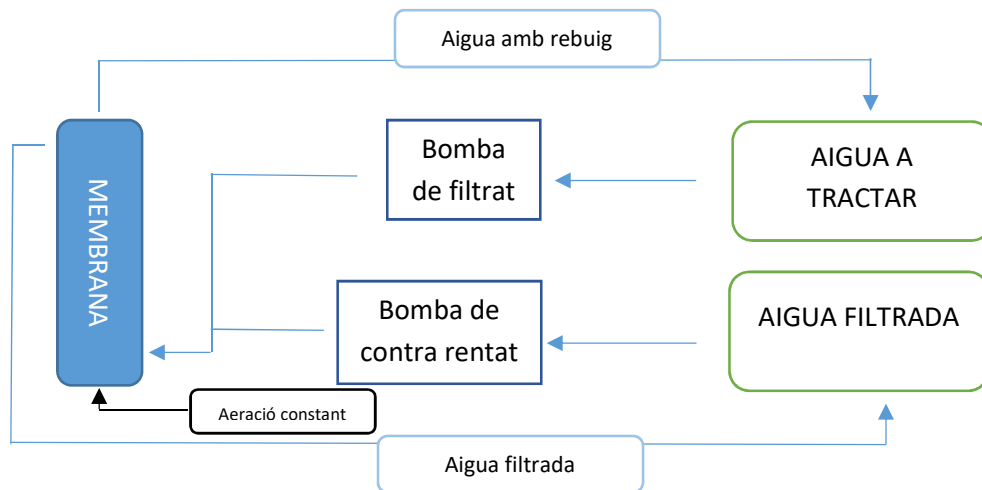 Aigua amb rebuig
MEMBRANA
Bomba
de filtrat
AIGUA A
TRACTAR
Bomba de
contra rentat
AIGUA FILTRADA
Aeració constant
Aigua filtrada